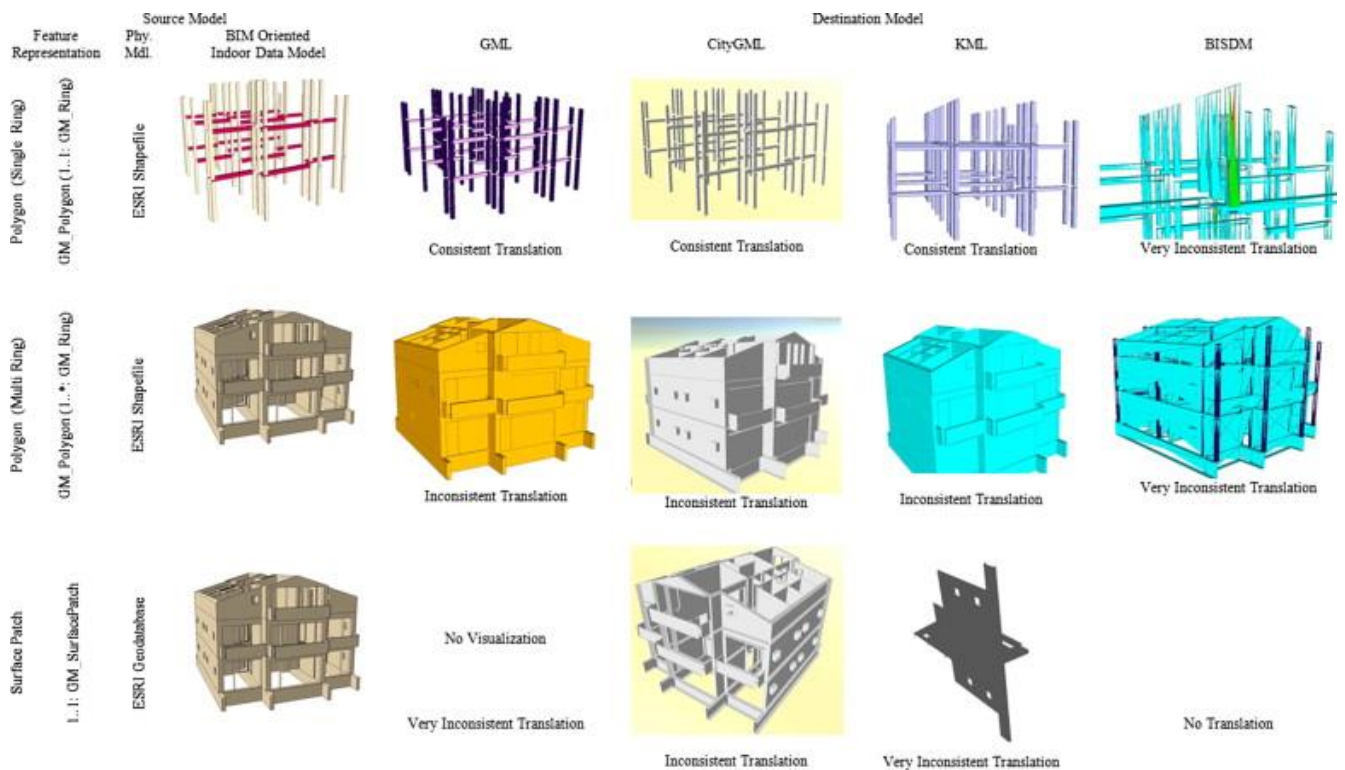 Source Model
Destination Model
Feature
Representation
Phy.
Mdl.
BIM Oriented
Indoor Data Model
GML
CityGML
KML
BISDM
Polygon (Single Ring)
GM_Polygon (1..1: GM_Ring)
ESRI Shapefile
Consistent Translation
Consistent Translation
Consistent Translation
Very Inconsistent Translation
Polygon (Multi Ring)
GM_Polygon (1..*: GM_Ring)
ESRI Shapefile
Inconsistent Translation
Inconsistent Translation
Inconsistent Translation
Very Inconsistent Translation
Surface Patch
1..1: GM_SurfacePatch
ESRI Geodatabase
No Visualization
Very Inconsistent Translation
Inconsistent Translation
Very Inconsistent Translation
No Translation